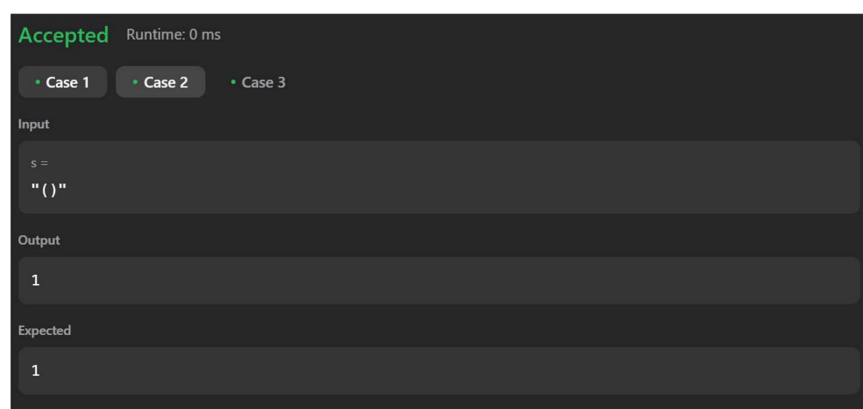 Accepted Runtime: 0 ms
• Case 1 • Case 2 • Case 3
Input
s =
"()"
Output
1
Expected
1